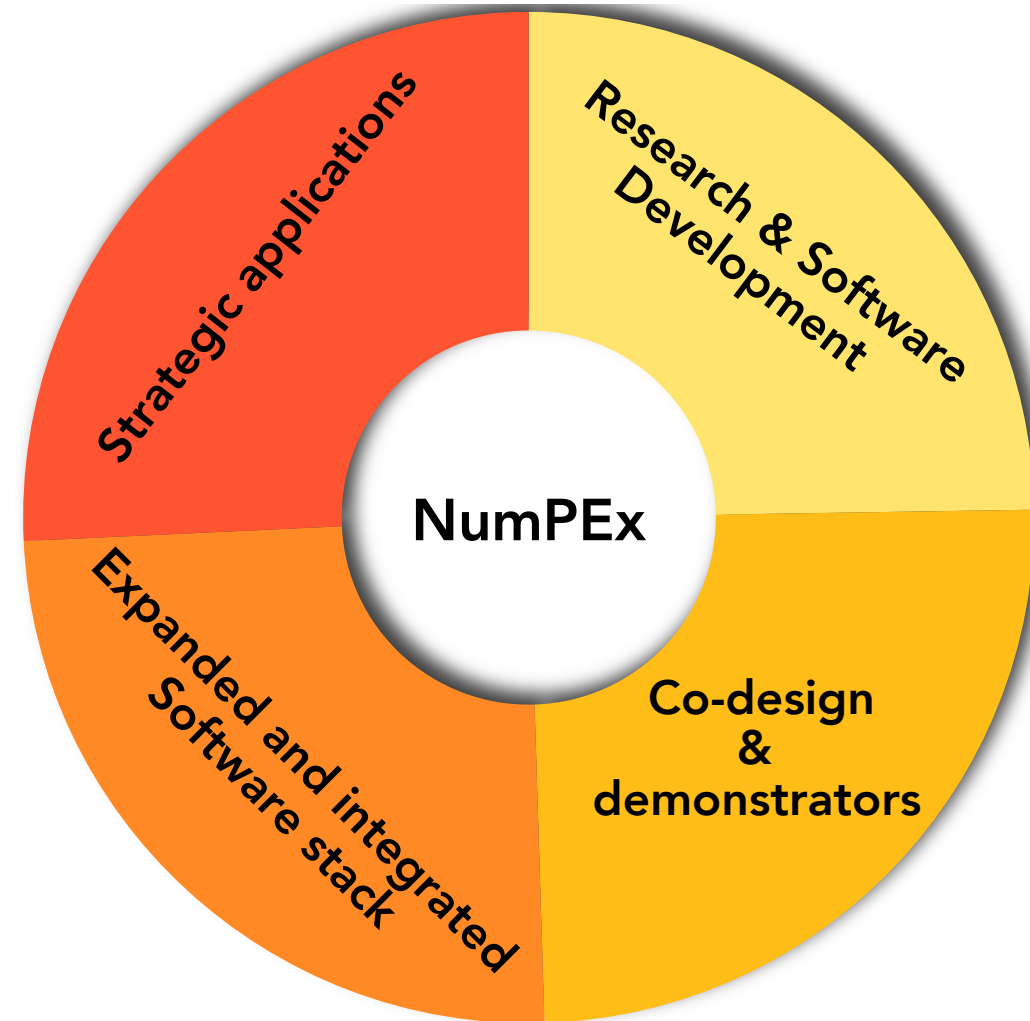 Strategic applications
Research & Software
Development
NumPEx
Expanded and integrated
Software stack
Co-design
&
demonstrators